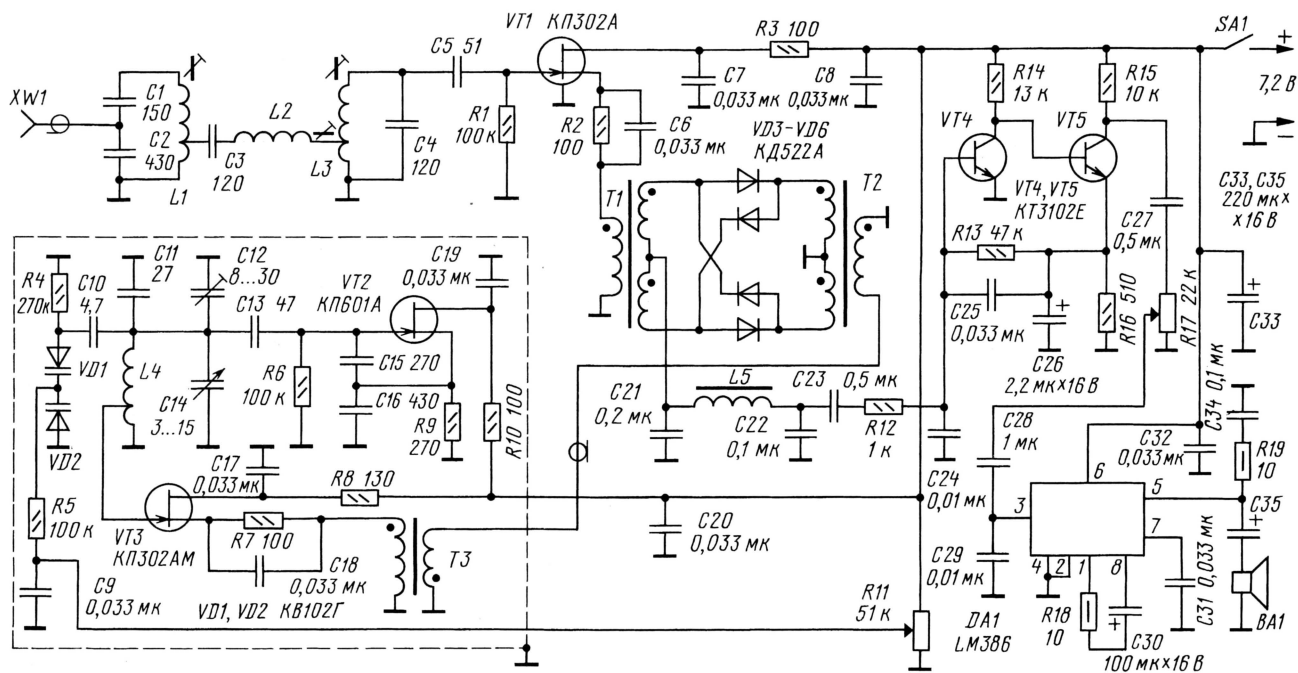 XW1
C1
150
C2
430
L1
C3
120
L2
L3
C4
120
C5 51
R1
100 к
VT1 КП302А
R2
100
C6
0,033 мк
C7
0,033 мк
R3 100
C8
0,033 мк
VD3–VD6
КД522А
T1
T2
R14
13 к
R15
10 к
VT4
VT5
VT4, VT5
КТ3102Е
SA1
+
7,2 В
−
C33, C35
220 мк×
×16 В
C27
0,5 мк
R13 47 к
C25
0,033 мк
+
C26
2,2 мк×16 В
R16 510
R17 22 к
+
C33
R4
270к
C10
4,7
C11
27
C12
8...30
C13 47
VT2
КП601А
C19
0,033 мк
VD1
VD2
L4
C14
3...15
R6
100 к
C15 270
C16 430
R9
270
R10 100
R5
100 к
C17
0,033 мк
R8 130
VT3
КП302АМ
R7 100
C18
0,033 мк
T3
C9
0,033 мк
VD1, VD2 КВ102Г
C21
0,2 мк
L5
C22
0,1 мк
C23
0,5 мк
R12
1 к
C24
0,01 мк
C20
0,033 мк
R11
51 к
C28
1 мк
C29
0,01 мк
DA1
LM386
3
4
2
1
8
6
5
7
R18
10
+
C30
100 мк×16 В
C31 0,033 мк
C32
0,033 мк
C34 0,1 мк
R19
10
C35
+
BA1